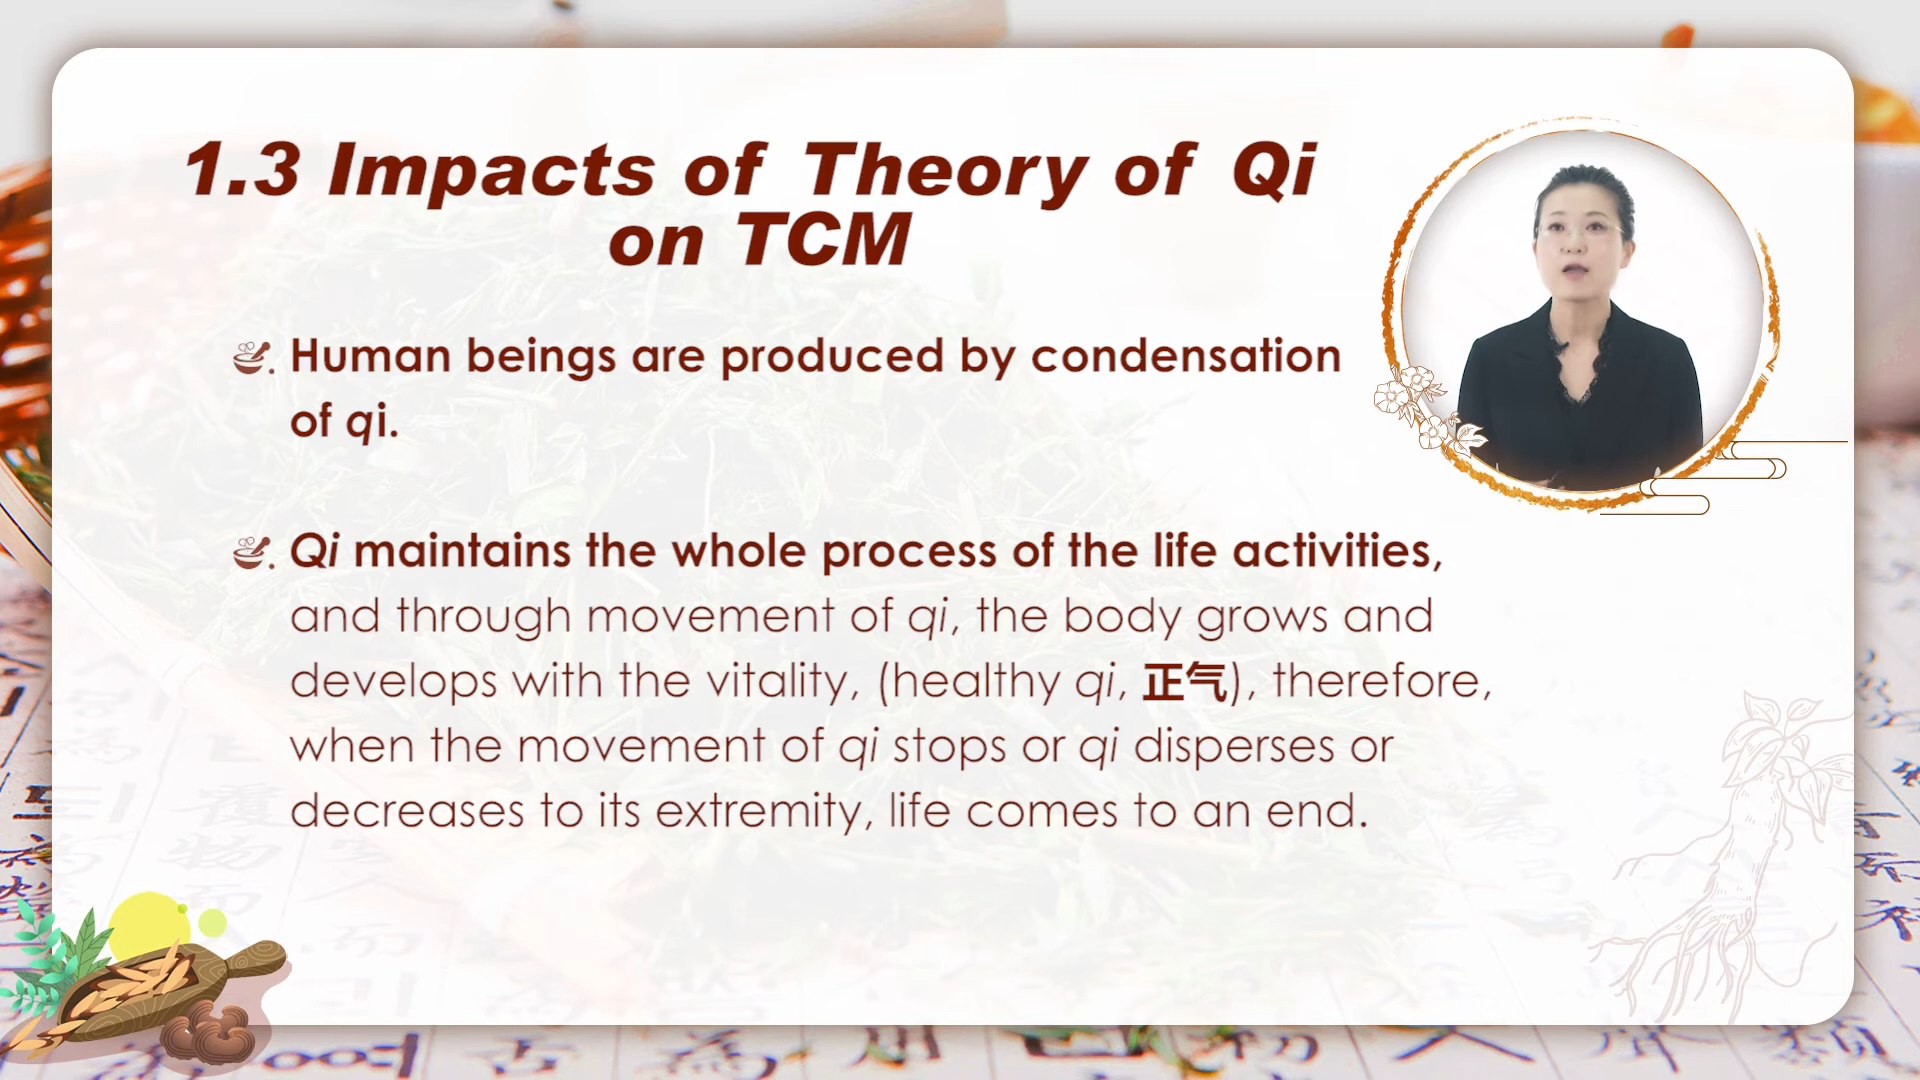 1.3 Impacts of Theory of Qi
on TCM
Human beings are produced by condensation
of qi.
Qi maintains the whole process of the life activities,
and through movement of qi, the body grows and
develops with the vitality, (healthy qi, 正气), therefore,
when the movement of qi stops or qi disperses or
decreases to its extremity, life comes to an end.